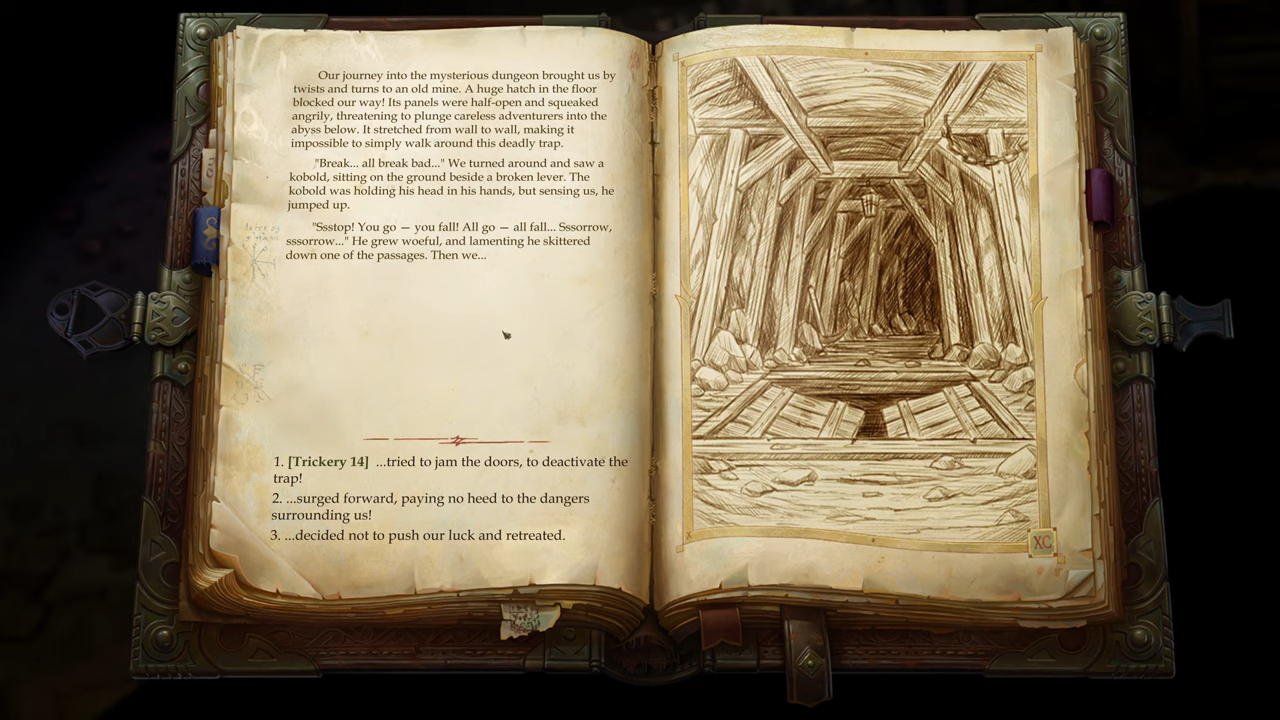 Our journey into the mysterious dungeon brought us by
twists and turns to an old mine. A huge hatch in the floor
blocked our way! Its panels were half-open and squeaked
angrily, threatening to plunge careless adventurers into the
abyss below. It stretched from wall to wall, making it
impossible to simply walk around this deadly trap.
"Break... all break bad..." We turned around and saw a
kobold, sitting on the ground beside a broken lever. The
kobold was holding his head in his hands, but sensing us, he
jumped up.
"Ssstop! You go — you fall! All go — all fall... Sssorrow,
sssorrow..." He grew woeful, and lamenting he skittered
down one of the passages. Then we...
1. [Trickery 14] ...tried to jam the doors, to deactivate the
trap!
2. ...surged forward, paying no heed to the dangers
surrounding us!
3. ...decided not to push our luck and retreated.
XC